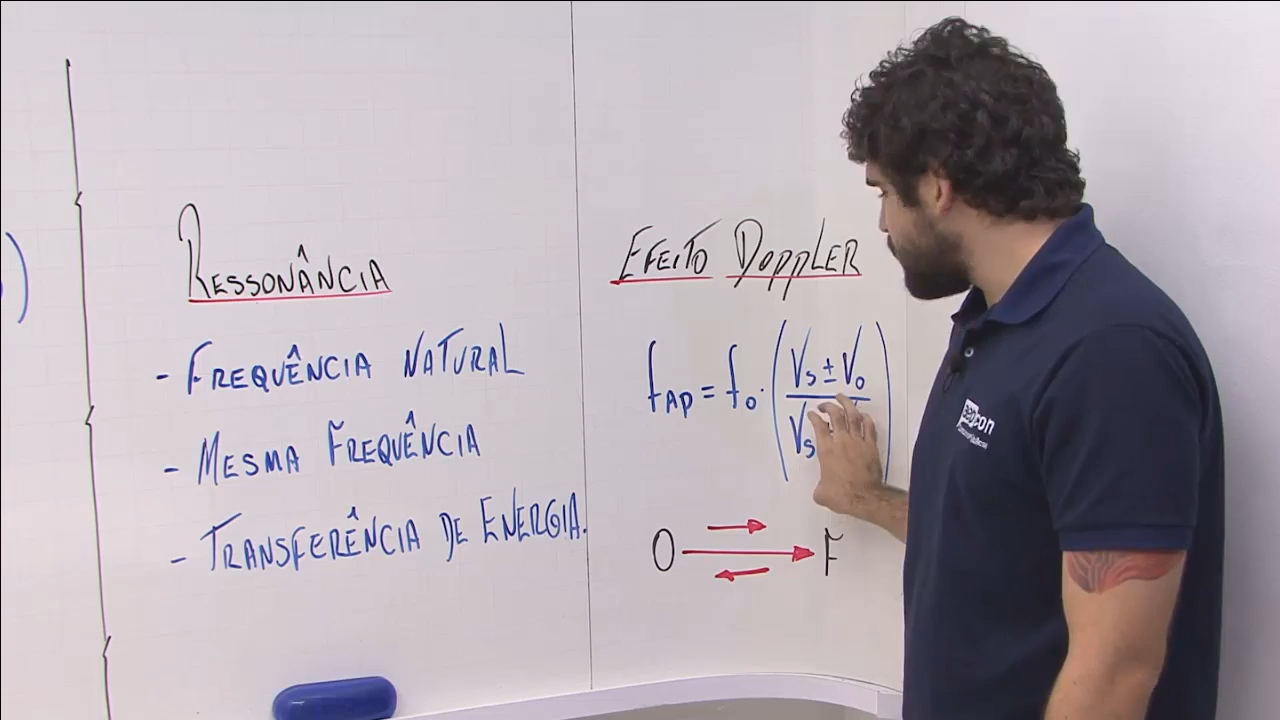 RESSONÂNCIA
- FREQUÊNCIA NATURAL
- MESMA FREQUÊNCIA
- TRANSFERÊNCIA DE ENERGIA.
EFEITO DOPPLER
fAP = fo · (Vs ± Vo
Vs
O F